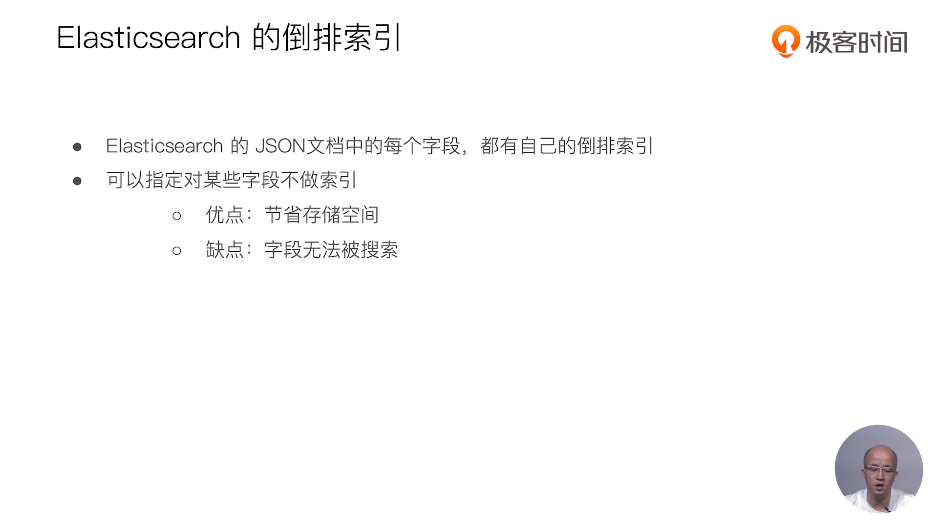 Elasticsearch 的倒排索引
极客时间
● Elasticsearch 的 JSON文档中的每个字段，都有自己的倒排索引
● 可以指定对某些字段不做索引
○ 优点：节省存储空间
○ 缺点：字段无法被搜索